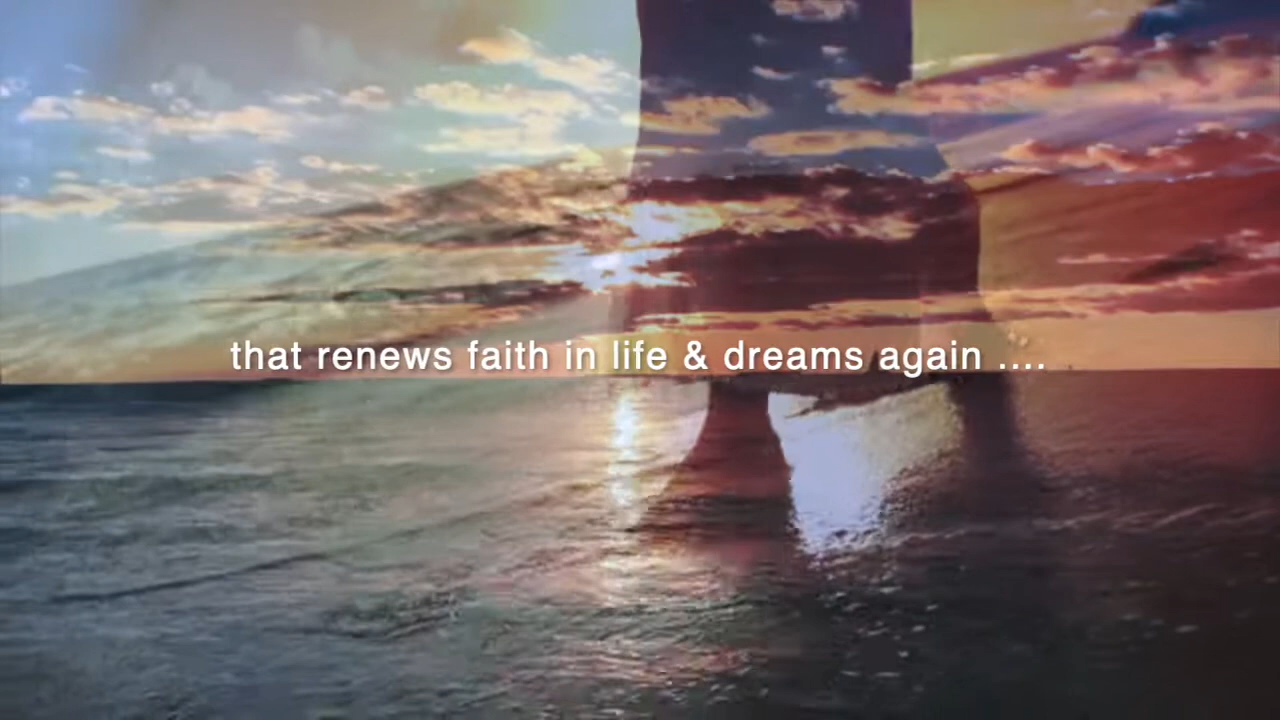 that renews faith in life & dreams again ....